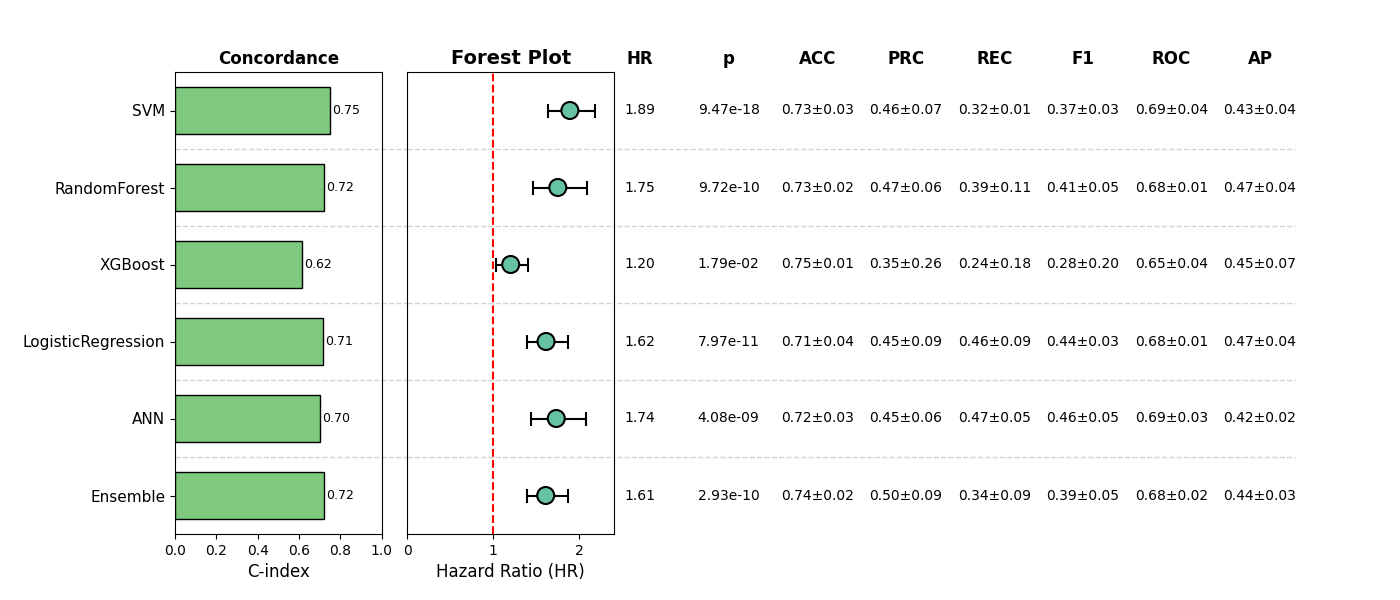 Concordance Forest Plot HR p ACC PRC REC F1 ROC AP
SVM 0.75 1.89 9.47e-18 0.73±0.03 0.46±0.07 0.32±0.01 0.37±0.03 0.69±0.04 0.43±0.04
RandomForest 0.72 1.75 9.72e-10 0.73±0.02 0.47±0.06 0.39±0.11 0.41±0.05 0.68±0.01 0.47±0.04
XGBoost 0.62 1.20 1.79e-02 0.75±0.01 0.35±0.26 0.24±0.18 0.28±0.20 0.65±0.04 0.45±0.07
LogisticRegression 0.71 1.62 7.97e-11 0.71±0.04 0.45±0.09 0.46±0.09 0.44±0.03 0.68±0.01 0.47±0.04
ANN 0.70 1.74 4.08e-09 0.72±0.03 0.45±0.06 0.47±0.05 0.46±0.05 0.69±0.03 0.42±0.02
Ensemble 0.72 1.61 2.93e-10 0.74±0.02 0.50±0.09 0.34±0.09 0.39±0.05 0.68±0.02 0.44±0.03
0.0 0.2 0.4 0.6 0.8 1.0 0 1 2
C-index Hazard Ratio (HR)